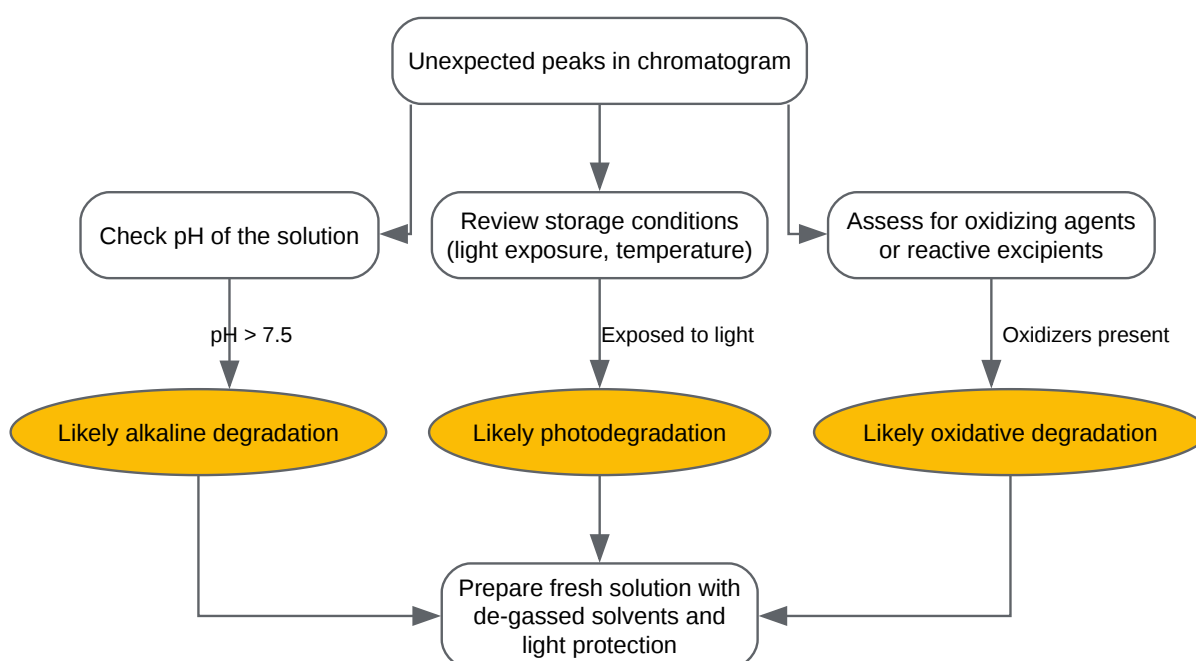 Unexpected peaks in chromatogram
Check pH of the solution
Review storage conditions
(light exposure, temperature)
Assess for oxidizing agents
or reactive excipients
pH > 7.5
Exposed to light
Oxidizers present
Likely alkaline degradation
Likely photodegradation
Likely oxidative degradation
Prepare fresh solution with
de-gassed solvents and
light protection